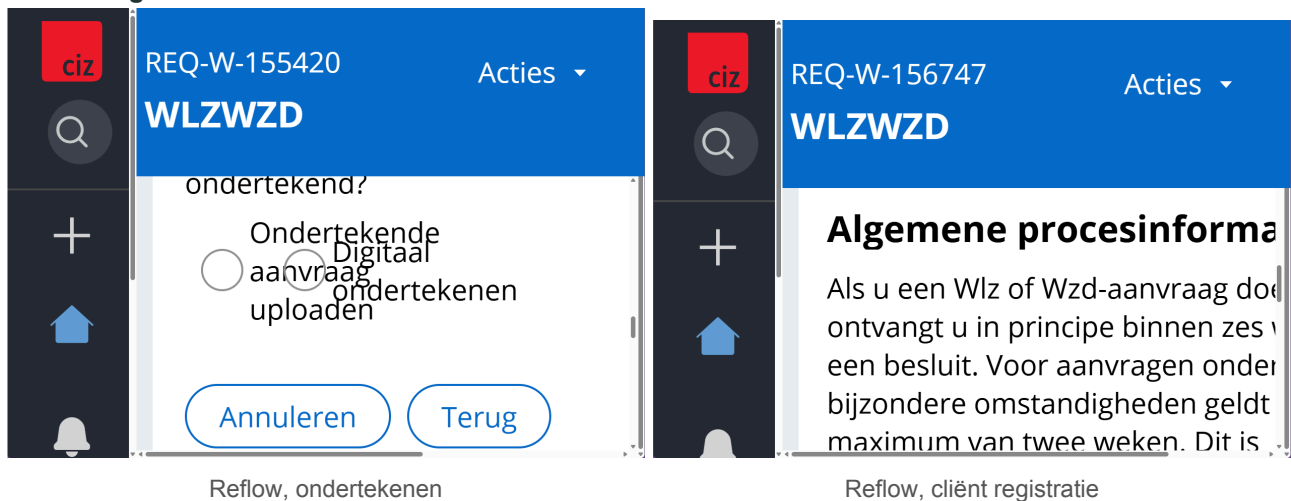 ciz
REQ-W-155420
Acties
WLZWZD
ondertekend?
Ondertekende
aanvraag
uploaden
Digitaal
ondertekenen
Annuleren
Terug
Reflow, ondertekenen
ciz
REQ-W-156747
Acties
WLZWZD
Algemene procesinforma
Als u een Wlz of Wzd-aanvraag doe
ontvangt u in principe binnen zes
een besluit. Voor aanvragen onder
bijzondere omstandigheden geldt
maximum van twee weken. Dit is
Reflow, cliënt registratie